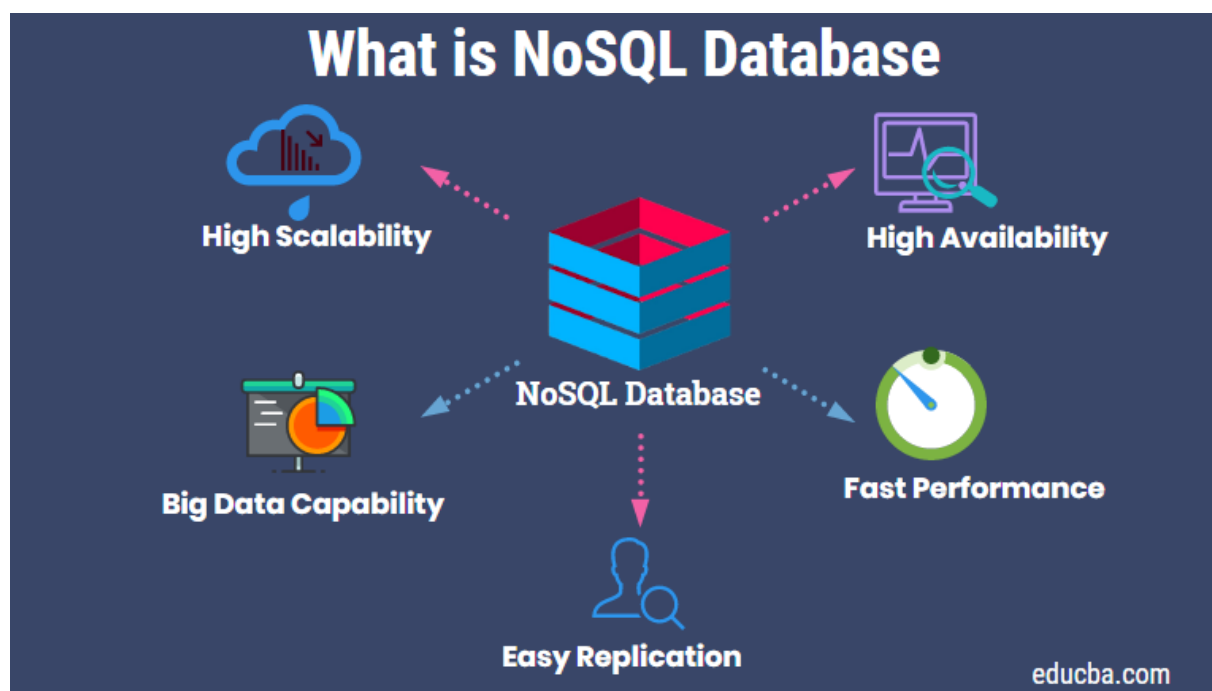 What is NoSQL Database
High Scalability
High Availability
NoSQL Database
Big Data Capability
Fast Performance
Easy Replication
educba.com